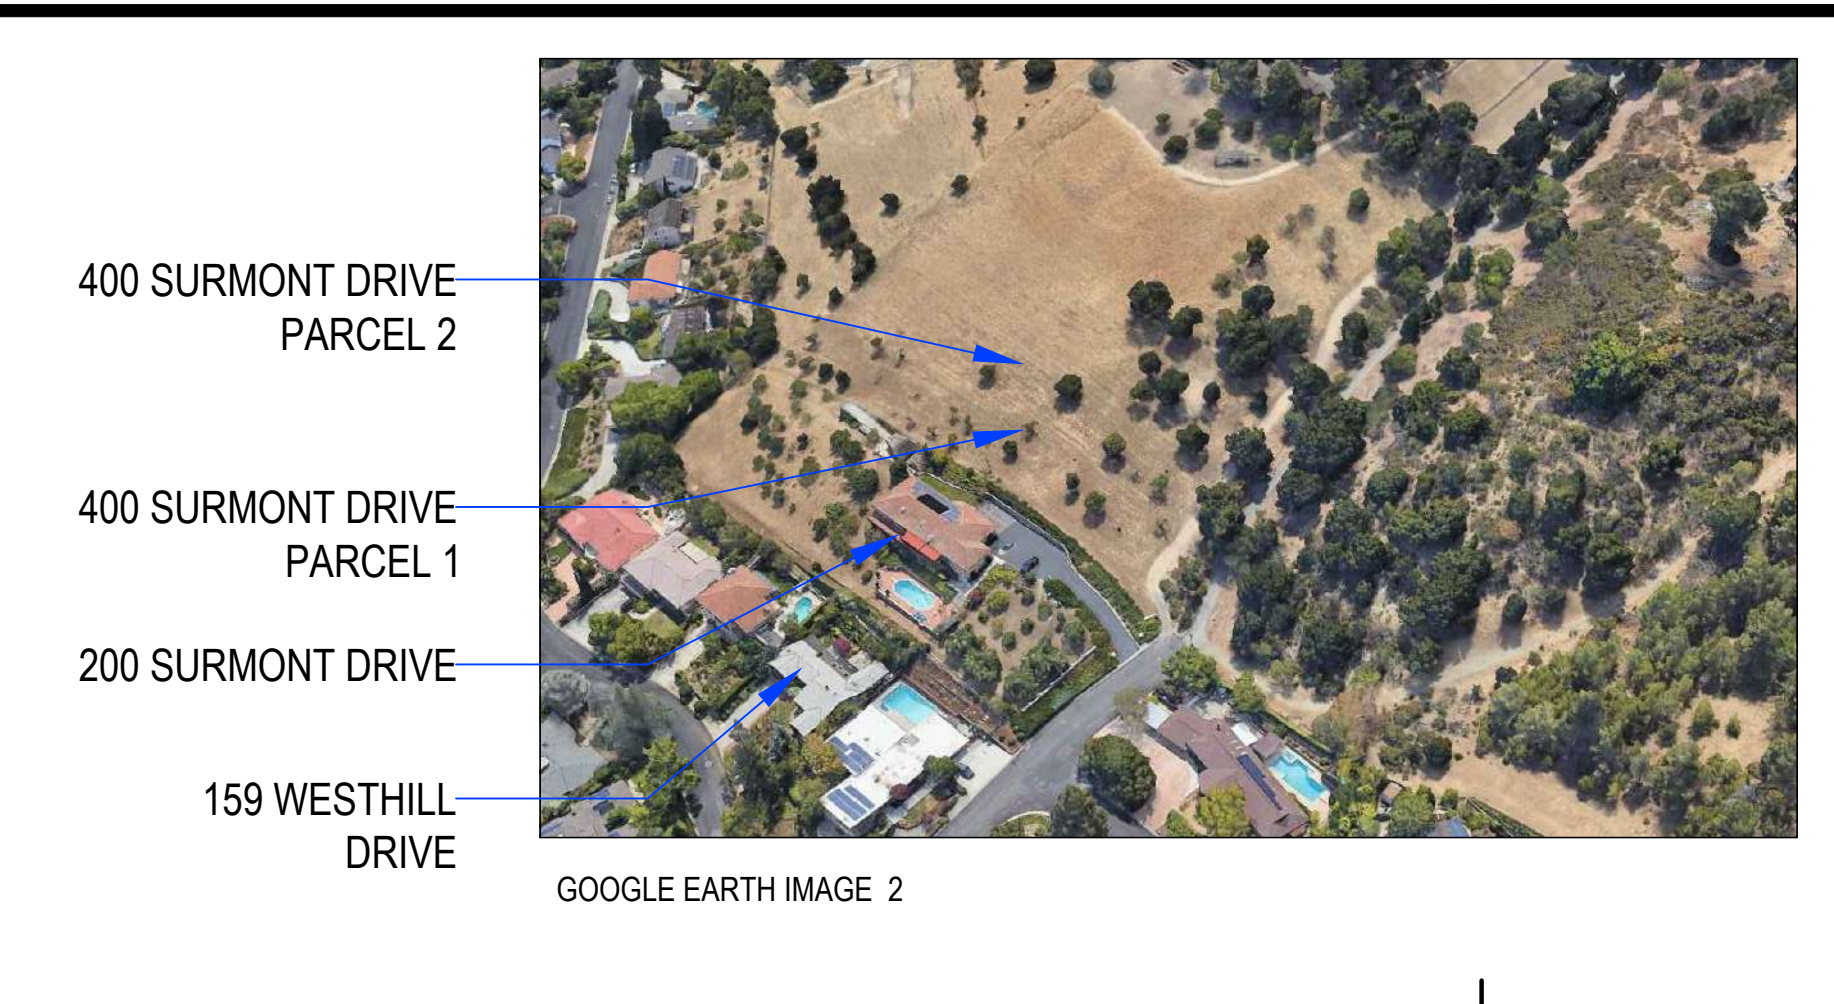 400 SURMONT DRIVE
PARCEL 2
400 SURMONT DRIVE
PARCEL 1
200 SURMONT DRIVE
159 WESTHILL
DRIVE
GOOGLE EARTH IMAGE 2